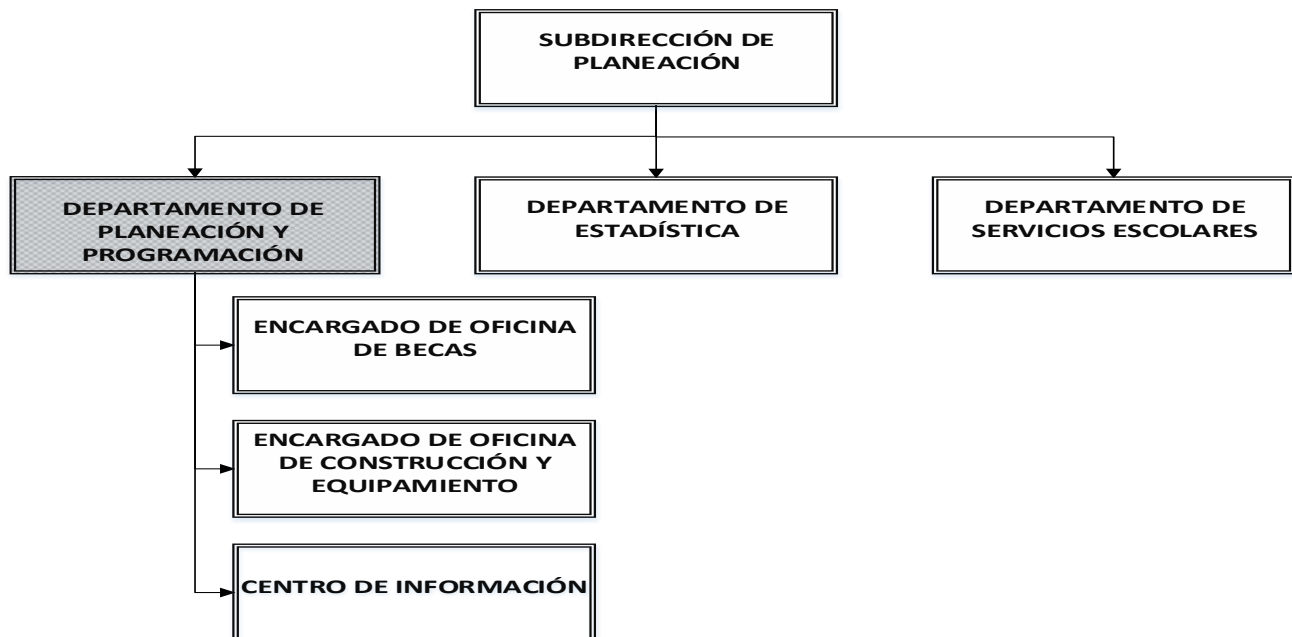 SUBDIRECCIÓN DE
PLANEACIÓN
DEPARTAMENTO DE
PLANEACIÓN Y
PROGRAMACIÓN
DEPARTAMENTO DE
ESTADÍSTICA
DEPARTAMENTO DE
SERVICIOS ESCOLARES
ENCARGADO DE OFICINA
DE BECAS
ENCARGADO DE OFICINA
DE CONSTRUCCIÓN Y
EQUIPAMIENTO
CENTRO DE INFORMACIÓN